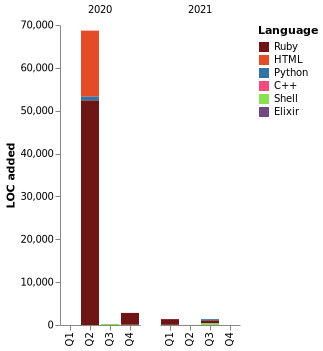 2020 2021
Language
Ruby
HTML
Python
C++
Shell
Elixir
LOC added
70,000
60,000
50,000
40,000
30,000
20,000
10,000
0
Q1 Q2 Q3 Q4 Q1 Q2 Q3 Q4